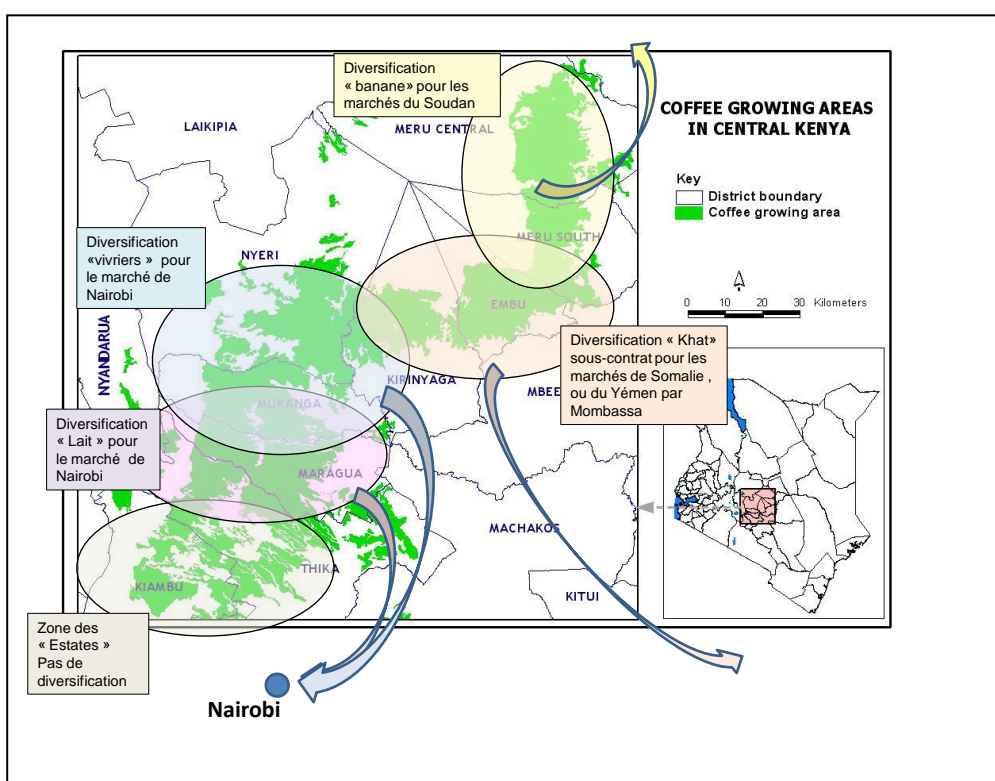 Diversification
« banane» pour les
marchés du Soudan
COFFEE GROWING AREAS
IN CENTRAL KENYA
LAIKIPIA
MERU CENTRAL
Key
District boundary
Coffee growing area
Diversification
«vivriers » pour
le marché de
Nairobi
NYERI
MERU SOUTH
EMBU
0 10 20 30 Kilometers
NYANDARUA
Diversification « Khat»
sous-contrat pour les
marchés de Somalie ,
ou du Yémen par
Mombassa
KIRINYAGA
MBEE
MURANGA
Diversification
« Lait » pour
le marché de
Nairobi
MARAGUA
MACHAKOS
THIKA
KIAMBU
KITUI
Zone des
« Estates »
Pas de
diversification
Nairobi